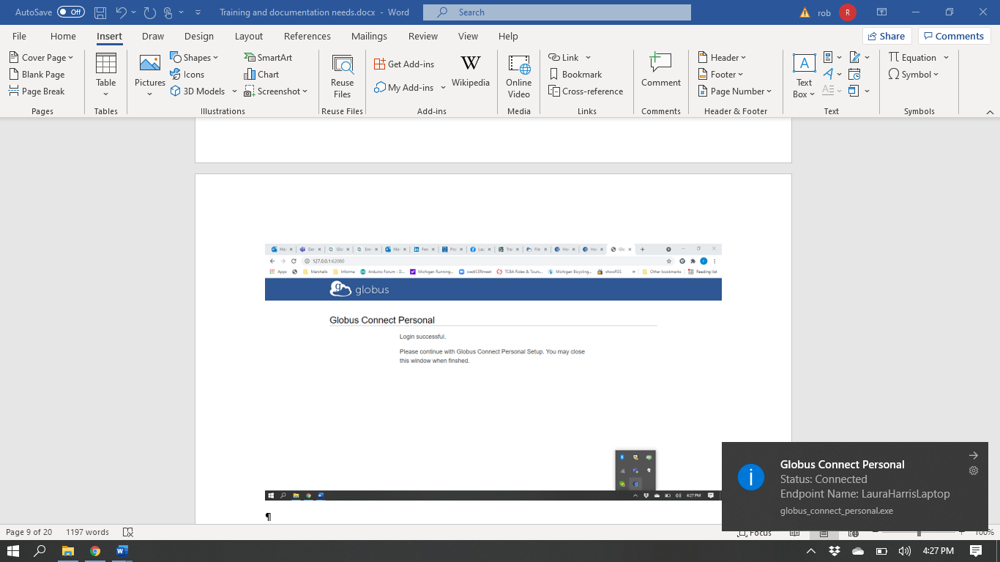 AutoSave Off Training and documentation needs.docx - Word Search rob R
File Home Insert Draw Design Layout References Mailings Review View Help Share Comments
Cover Page
Blank Page
Page Break
Pages
Table
Tables
Pictures
Shapes
Icons
3D Models
SmartArt
Chart
Screenshot
Illustrations
Reuse
Files
Reuse Files
Get Add-ins
My Add-ins
W
Wikipedia
Add-ins
Online
Video
Media
Link
Bookmark
Cross-reference
Links
Comment
Comments
Header
Footer
Page Number
Header & Footer
A
Text
Box
Text
Equation
Symbol
Symbols
127.0.0.1:62080
Apps Marshalls Informa Arduino Forum - D... Michigan Running... wadICERmeet TCBA Rides & Tours... Michigan Bicycling... showRSS » Other bookmarks Reading list
globus
Globus Connect Personal
Login successful.
Please continue with Globus Connect Personal Setup. You may close
this window when finshed.
4:27 PM
¶
Globus Connect Personal
Status: Connected
Endpoint Name: LauraHarrisLaptop
globus_connect_personal.exe
Page 9 of 20 1197 words Focus 100%
W 4:27 PM